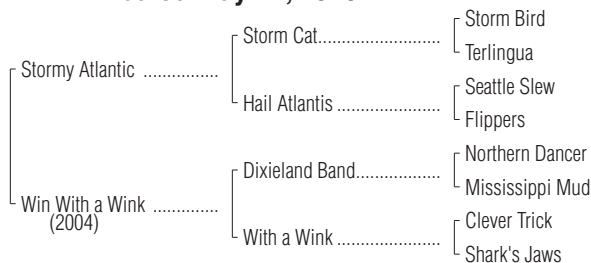 Storm Bird
Storm Cat........................
Terlingua
Stormy Atlantic ...............
Seattle Slew
Hail Atlantis .....................
Flippers
Northern Dancer
Dixieland Band.................
Mississippi Mud
Win With a Wink .............
(2004)
Clever Trick
With a Wink .....................
Shark's Jaws